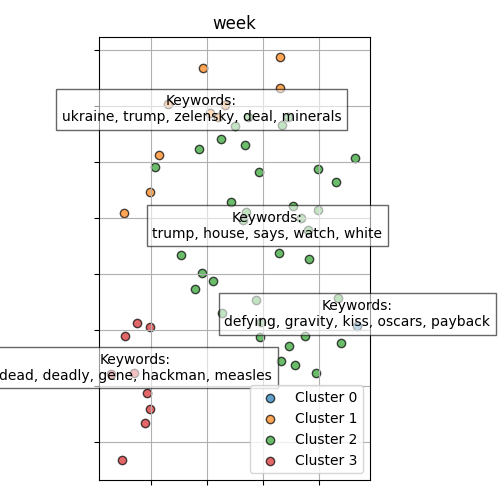 week
Keywords:
ukraine, trump, zelensky, deal, minerals
Keywords:
trump, house, says, watch, white
Keywords:
defying, gravity, kiss, oscars, payback
Keywords:
dead, deadly, gene, hackman, measles
Cluster 0
Cluster 1
Cluster 2
Cluster 3